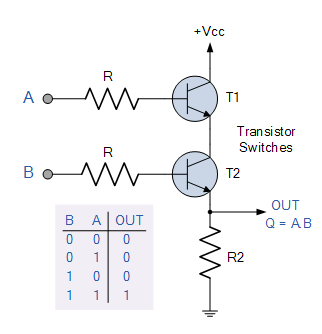 +Vcc
R
A
T1
Transistor
Switches
R
B
T2
OUT
Q = A.B
B A OUT
0 0 0
0 1 0
1 0 0
1 1 1
R2